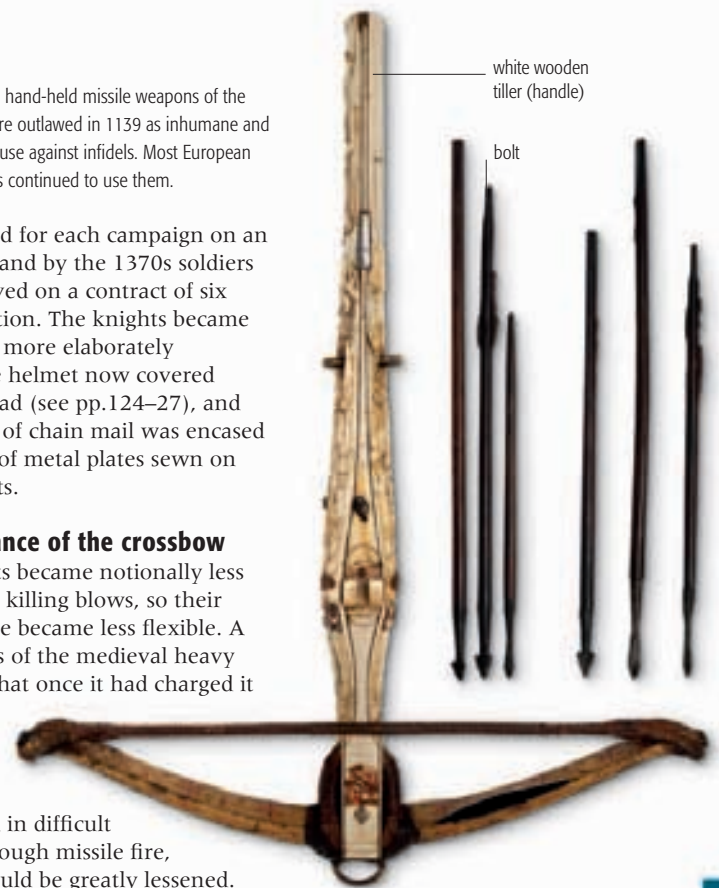 hand-held missile weapons of the
re outlawed in 1139 as inhumane and
use against infidels. Most European
s continued to use them.
d for each campaign on an
and by the 1370s soldiers
yed on a contract of six
tion. The knights became
more elaborately
e helmet now covered
ad (see pp.124–27), and
of chain mail was encased
of metal plates sewn on
ts.
ance of the crossbow
ts became notionally less
killing blows, so their
e became less flexible. A
s of the medieval heavy
hat once it had charged it
in difficult
ough missile fire,
uld be greatly lessened.
white wooden
tiller (handle)
bolt